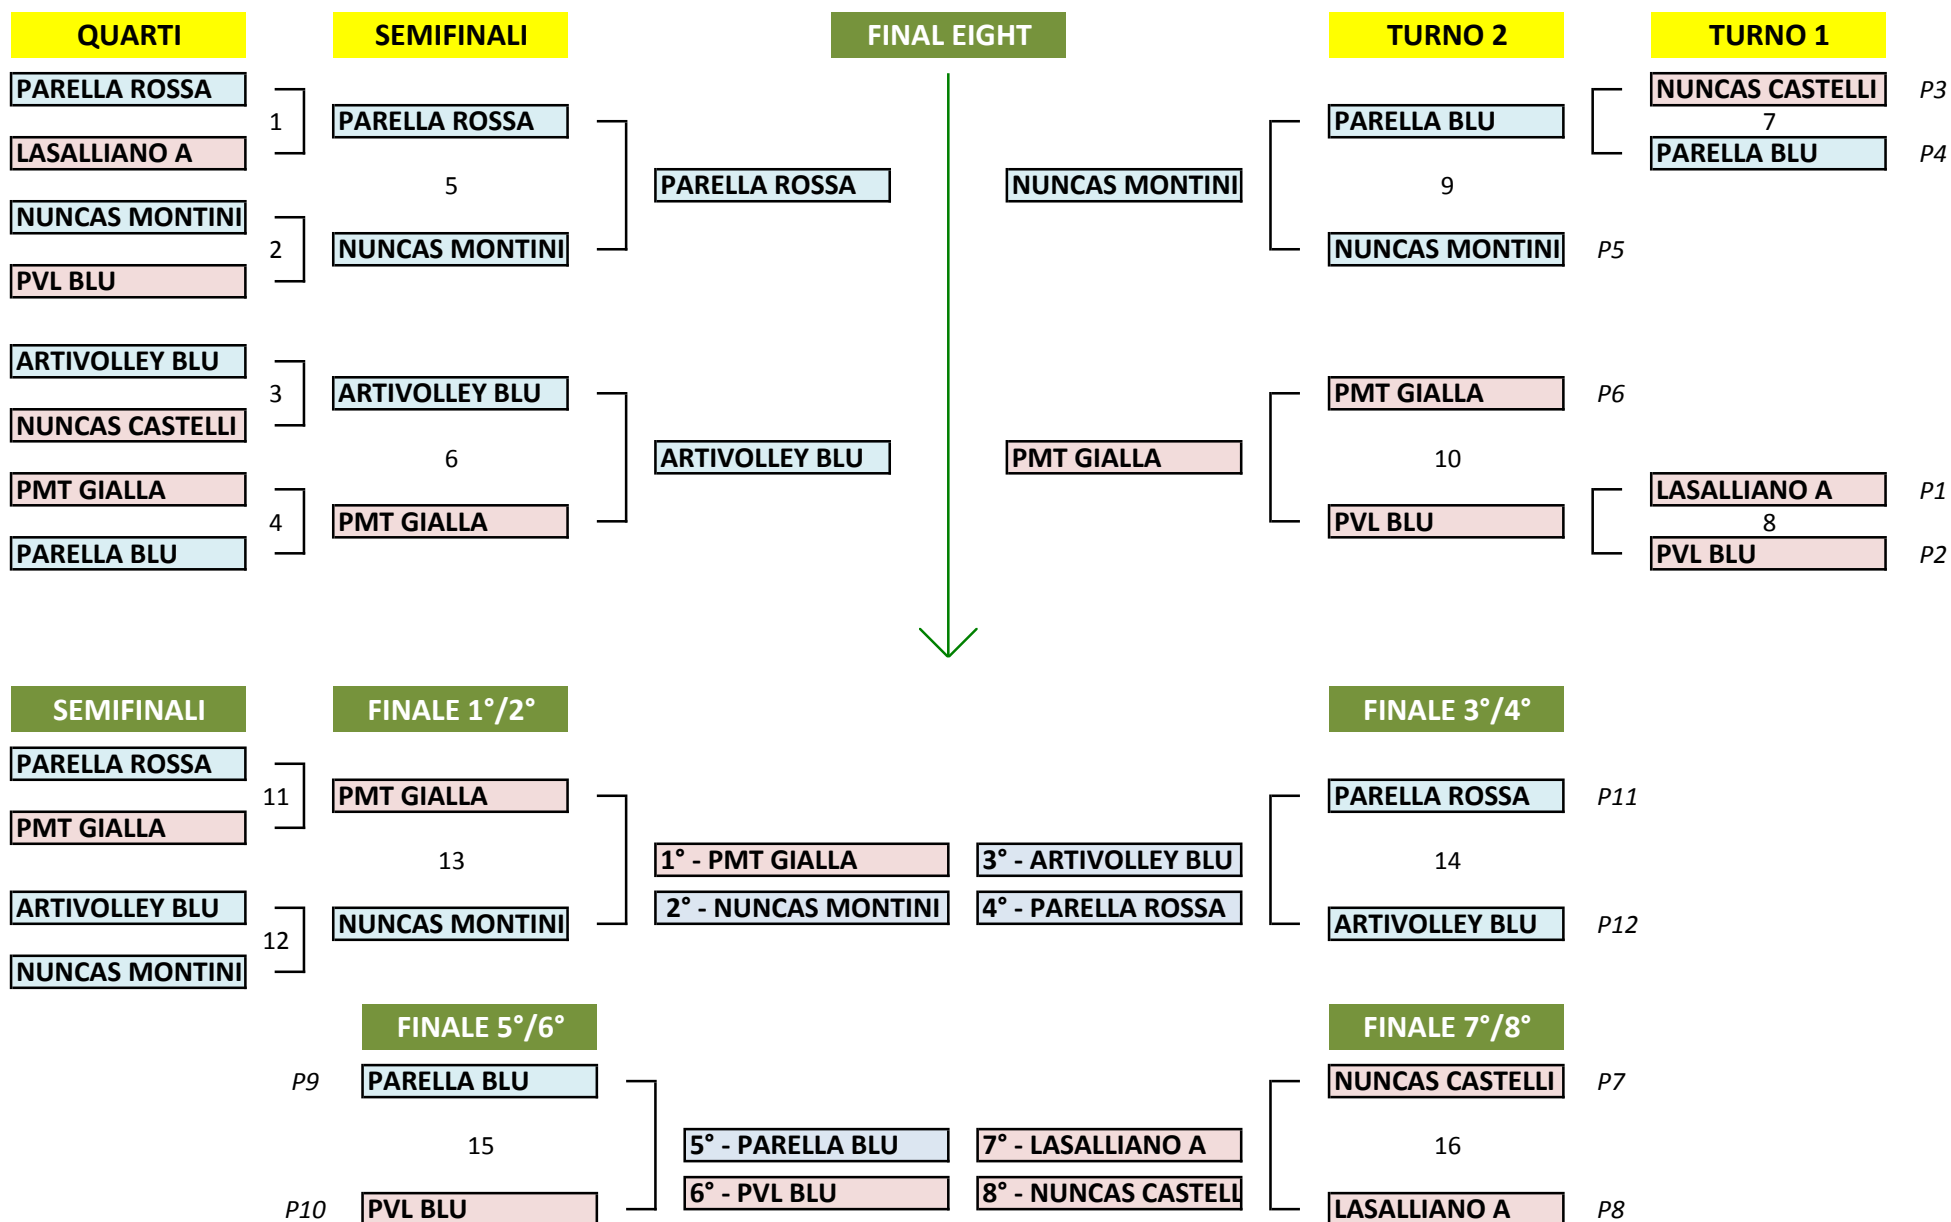 QUARTI SEMIFINALI FINAL EIGHT TURNO 2 TURNO 1
PARELLA ROSSA NUNCAS CASTELLI P3
1 PARELLA ROSSA PARELLA BLU 7
LASALLIANO A PARELLA BLU P4
5 PARELLA ROSSA NUNCAS MONTINI 9
NUNCAS MONTINI
2 NUNCAS MONTINI NUNCAS MONTINI P5
PVL BLU
ARTIVOLLEY BLU
3 ARTIVOLLEY BLU PMT GIALLA P6
NUNCAS CASTELLI
6 ARTIVOLLEY BLU PMT GIALLA 10
PMT GIALLA LASALLIANO A P1
4 PMT GIALLA PVL BLU 8
PARELLA BLU PVL BLU P2
SEMIFINALI FINALE 1°/2° FINALE 3°/4°
PARELLA ROSSA
11 PMT GIALLA PARELLA ROSSA P11
PMT GIALLA
13 1° - PMT GIALLA 3° - ARTIVOLLEY BLU 14
ARTIVOLLEY BLU 2° - NUNCAS MONTINI 4° - PARELLA ROSSA
12 NUNCAS MONTINI ARTIVOLLEY BLU P12
NUNCAS MONTINI
FINALE 5°/6° FINALE 7°/8°
P9 PARELLA BLU NUNCAS CASTELLI P7
15 5° - PARELLA BLU 7° - LASALLIANO A 16
6° - PVL BLU 8° - NUNCAS CASTELL
P10 PVL BLU LASALLIANO A P8